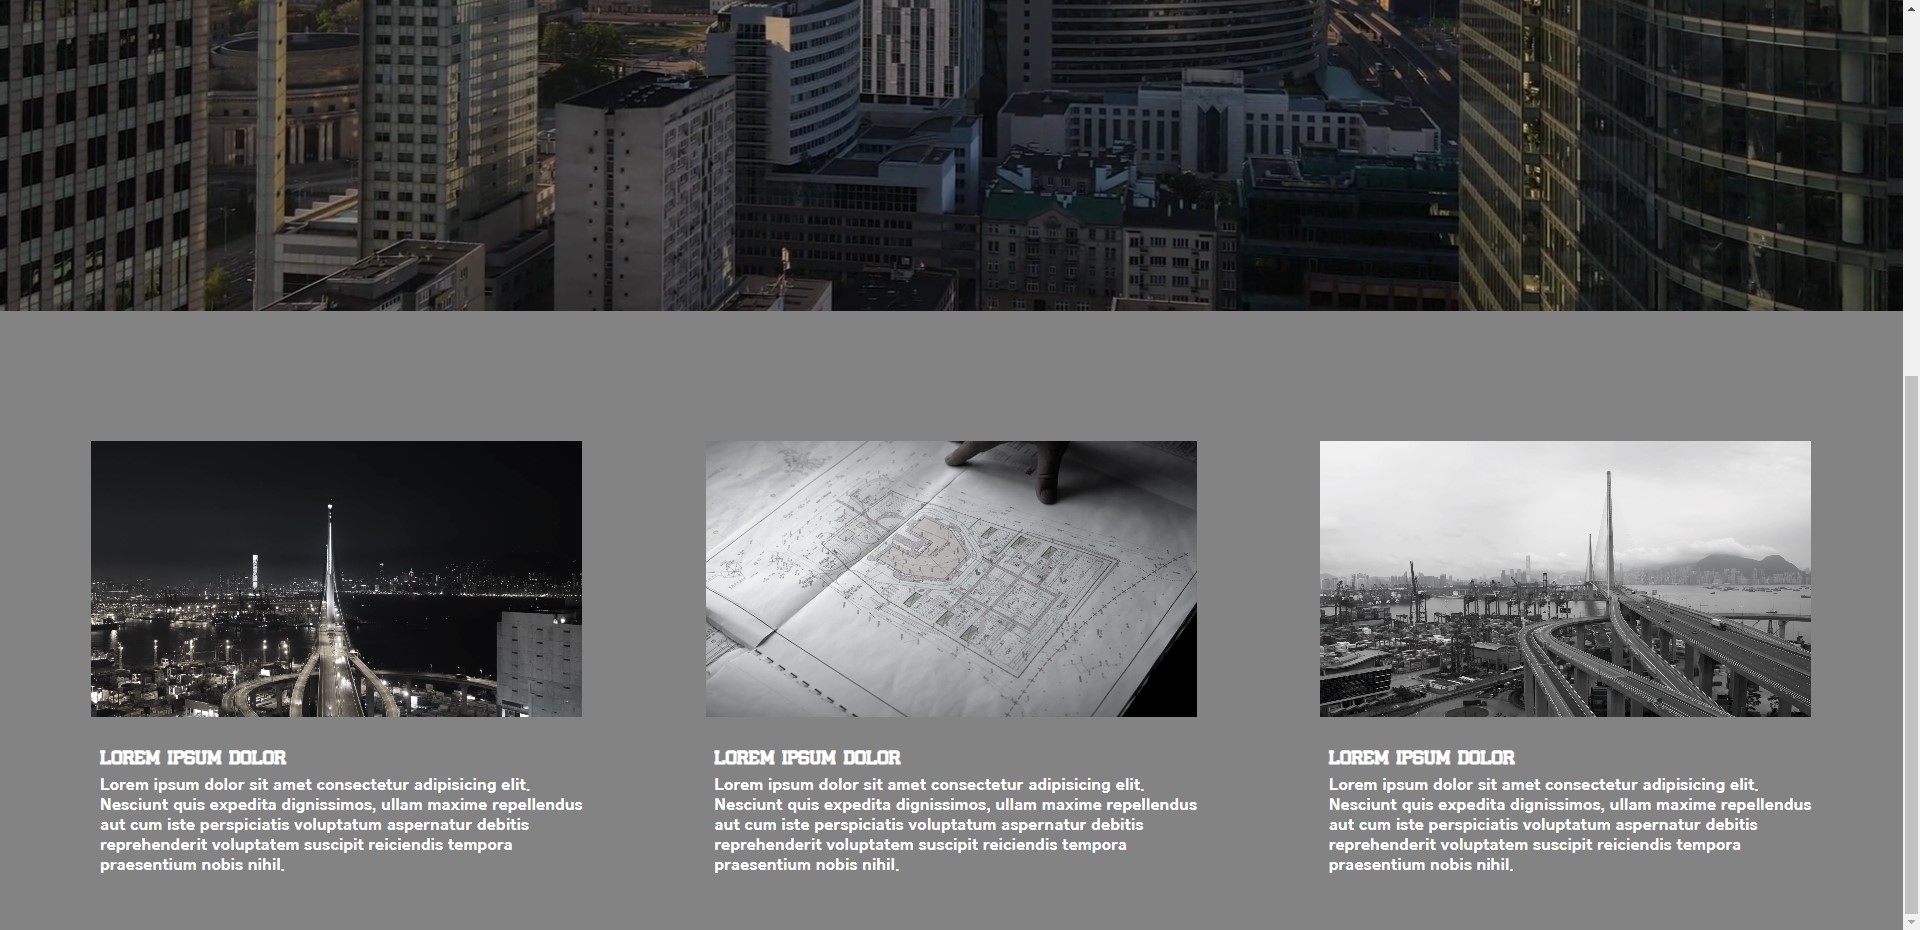 LOREM IPSUM DOLOR
Lorem ipsum dolor sit amet consectetur adipisicing elit.
Nesciunt quis expedita dignissimos, ullam maxime repellendus
aut cum iste perspiciatis voluptatum aspernatur debitis
reprehenderit voluptatem suscipit reiciendis tempora
praesentium nobis nihil.
LOREM IPSUM DOLOR
Lorem ipsum dolor sit amet consectetur adipisicing elit.
Nesciunt quis expedita dignissimos, ullam maxime repellendus
aut cum iste perspiciatis voluptatum aspernatur debitis
reprehenderit voluptatem suscipit reiciendis tempora
praesentium nobis nihil.
LOREM IPSUM DOLOR
Lorem ipsum dolor sit amet consectetur adipisicing elit.
Nesciunt quis expedita dignissimos, ullam maxime repellendus
aut cum iste perspiciatis voluptatum aspernatur debitis
reprehenderit voluptatem suscipit reiciendis tempora
praesentium nobis nihil.